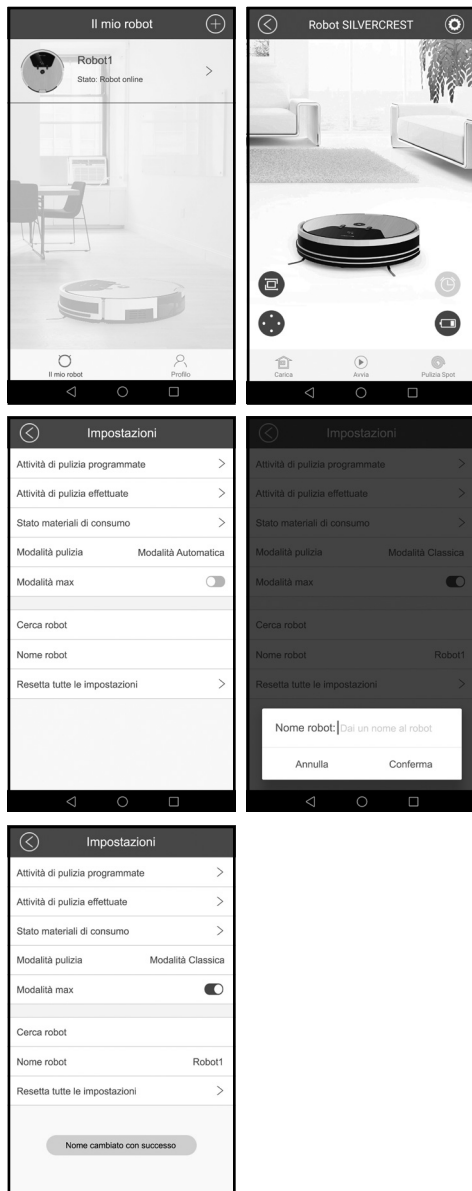 Il mio robot
Robot1
Stato: Robot online
Il mio robot
Profilo
Robot SILVERCREST
Carica
Avvia
Pulizia Spot
Impostazioni
Attività di pulizia programmate
Attività di pulizia effettuate
Stato materiali di consumo
Modalità pulizia Modalità Automatica
Modalità max
Cerca robot
Nome robot
Resetta tutte le impostazioni
Impostazioni
Attività di pulizia programmate
Attività di pulizia effettuate
Stato materiali di consumo
Modalità pulizia Modalità Classica
Modalità max
Cerca robot
Nome robot Robot1
Resetta tutte le impostazioni
Nome robot: Dai un nome al robot
Annulla Conferma
Impostazioni
Attività di pulizia programmate
Attività di pulizia effettuate
Stato materiali di consumo
Modalità pulizia Modalità Classica
Modalità max
Cerca robot
Nome robot Robot1
Resetta tutte le impostazioni
Nome cambiato con successo